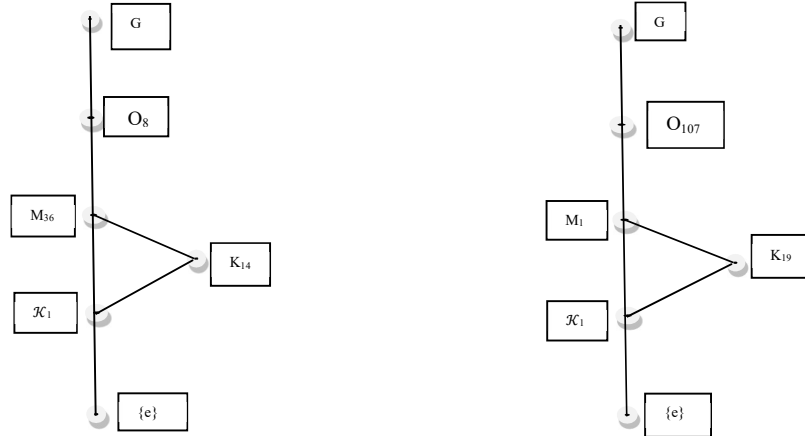 G
O₈
M₃₆
K₁₄
𝒦₁
{e}
G
O₁₀₇
M₁
K₁₉
𝒦₁
{e}